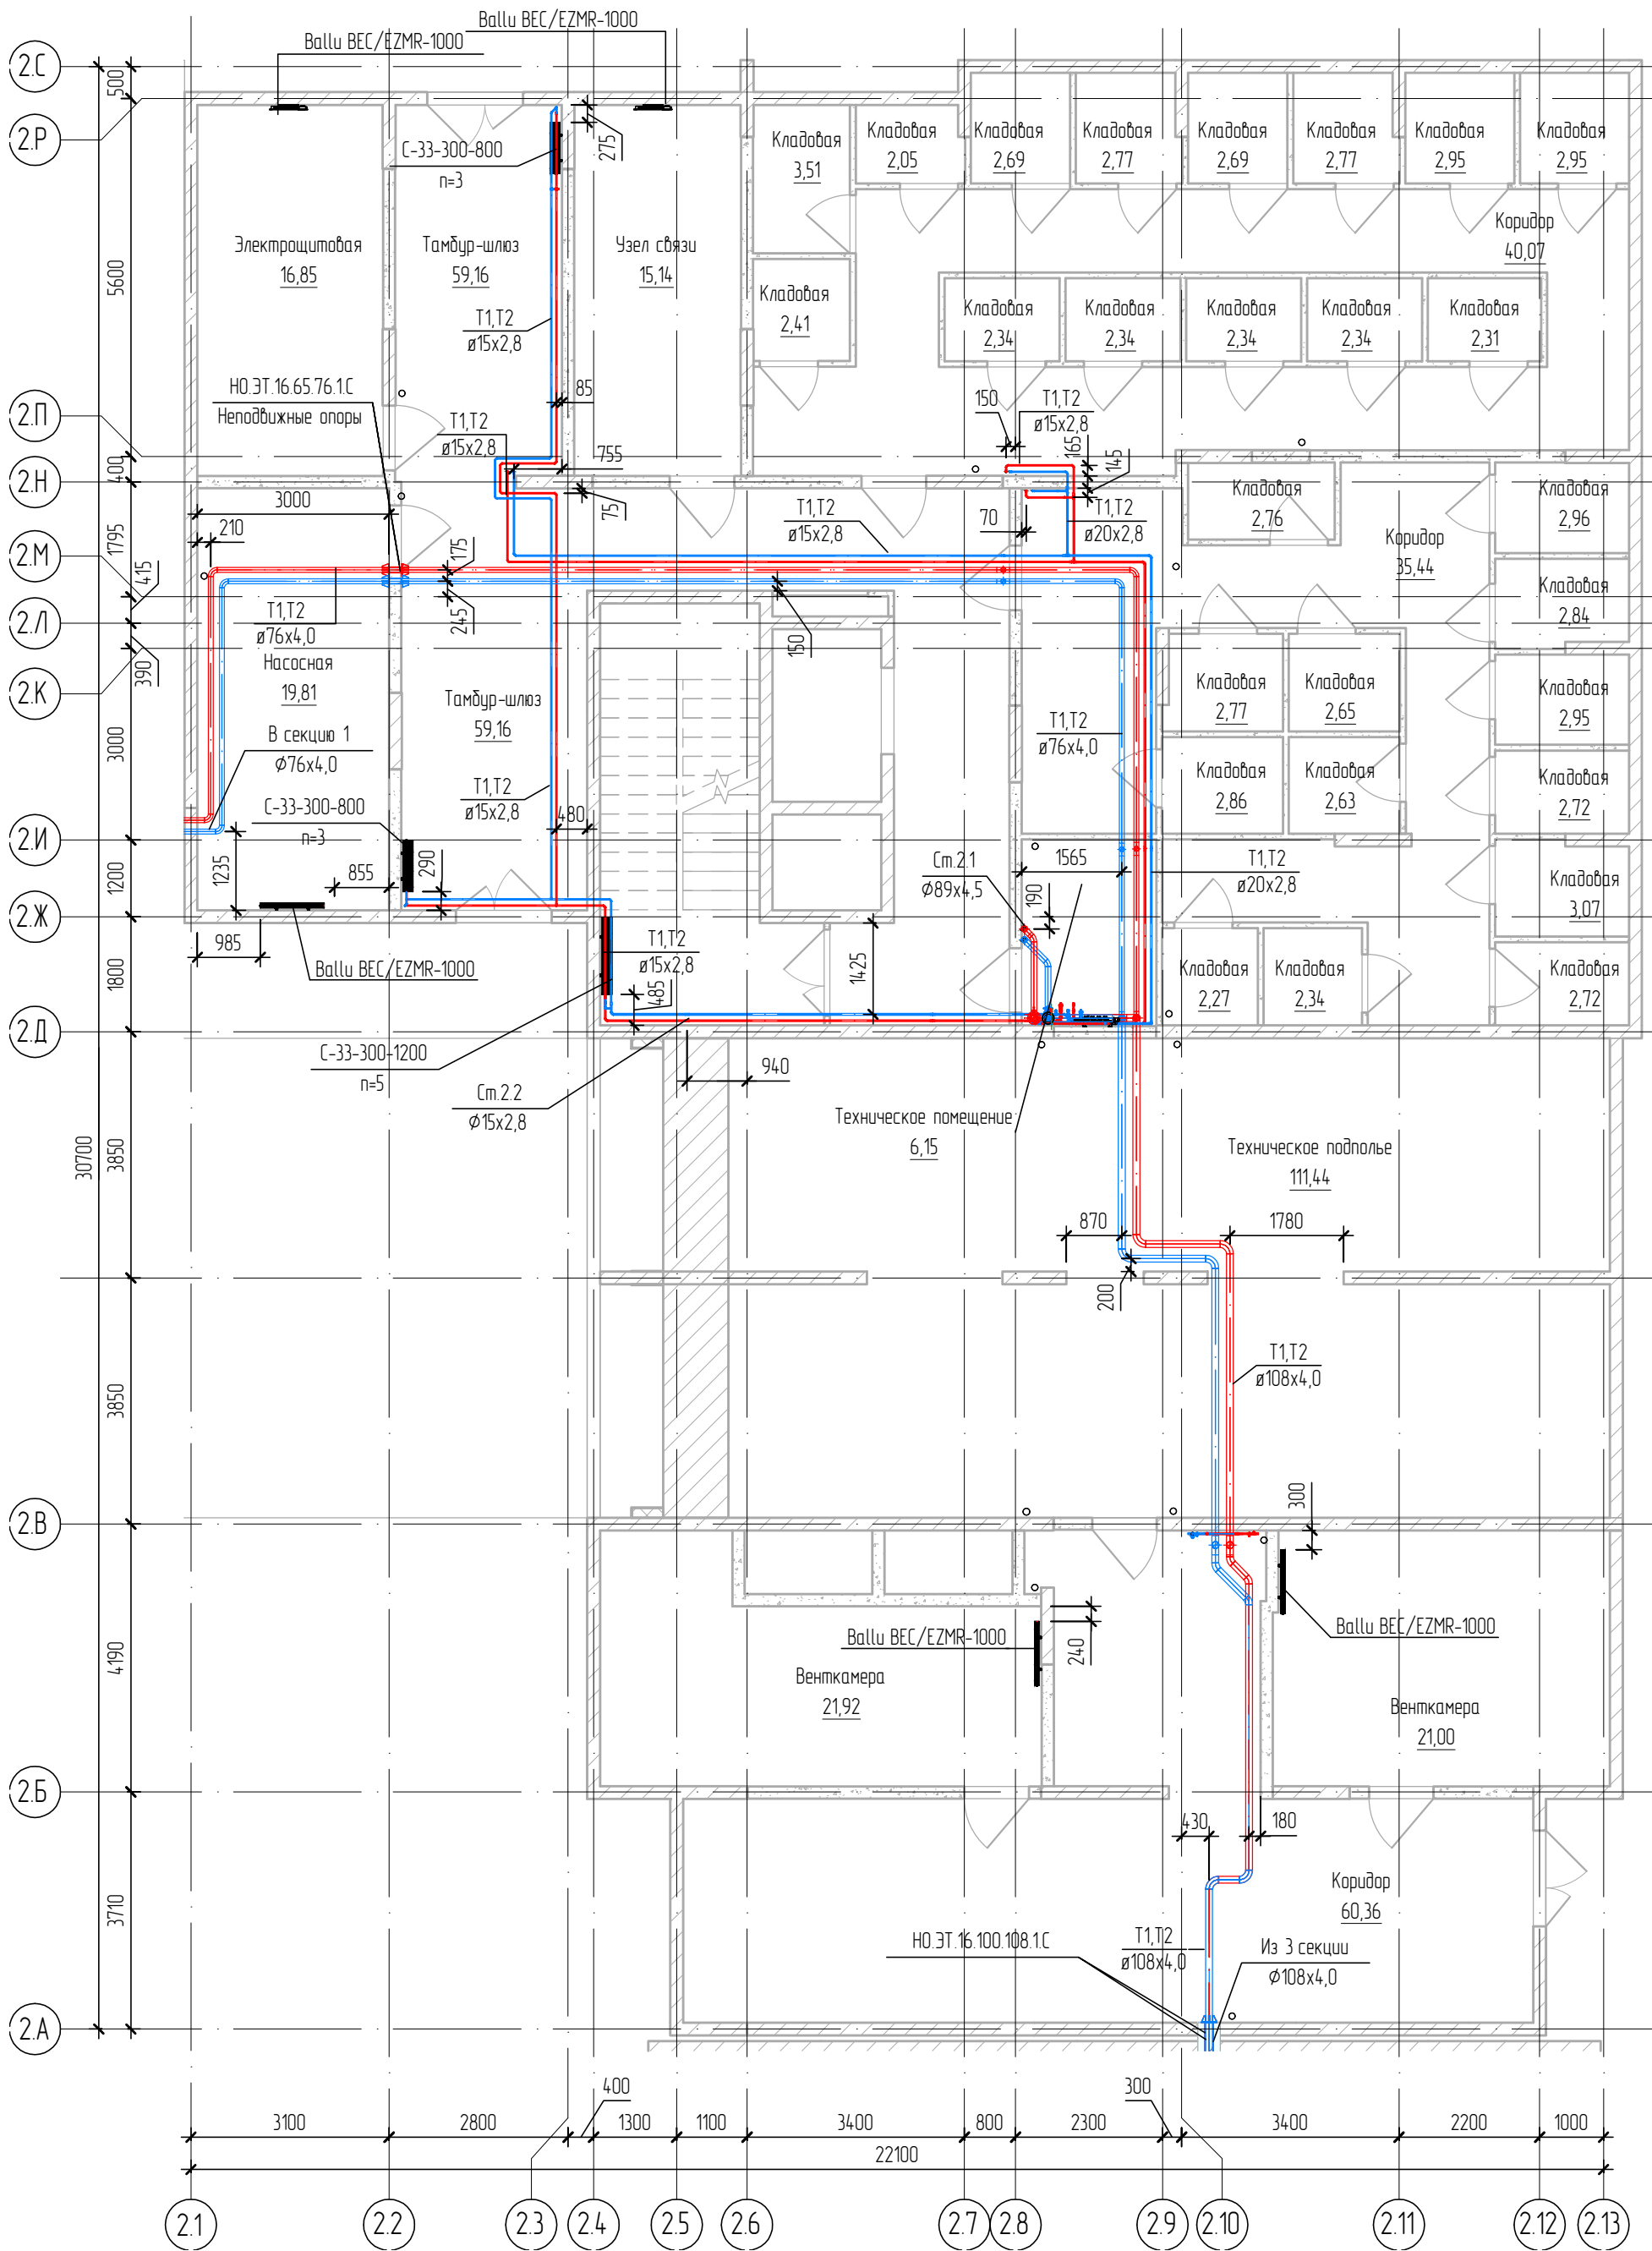 Ballu BEC/EZMR-1000
Ballu BEC/EZMR-1000
2.С
500
2.Р
С-33-300-800
n=3
275
Кладовая
3,51
Кладовая
2,05
Кладовая
2,69
Кладовая
2,77
Кладовая
2,69
Кладовая
2,77
Кладовая
2,95
Кладовая
2,95
Электрощитовая
16,85
Тамбур-шлюз
59,16
Узел связи
15,14
Коридор
40,07
5600
Кладовая
2,41
Кладовая
2,34
Кладовая
2,34
Кладовая
2,34
Кладовая
2,34
Кладовая
2,31
Т1,Т2
ø15х2,8
НО.ЭТ.16.65.76.1.С
Неподвижные опоры
85
2.П
Т1,Т2
ø15х2,8
755
150
Т1,Т2
ø15х2,8
165
145
400
2.Н
3000
75
Т1,Т2
ø15х2,8
70
Т1,Т2
ø20х2,8
Кладовая
2,76
Кладовая
2,96
Коридор
35,44
210
1795
2.М
175
415
245
150
Т1,Т2
ø76х4,0
2.Л
Кладовая
2,84
390
Насосная
19,81
2.К
Тамбур-шлюз
59,16
Кладовая
2,77
Кладовая
2,65
Кладовая
2,95
В секцию 1
Ф76х4,0
Т1,Т2
ø76х4,0
3000
С-33-300-800
n=3
Т1,Т2
ø15х2,8
480
Кладовая
2,86
Кладовая
2,63
Кладовая
2,72
2.И
1235
855
290
1200
Ст.2.1
Ф89х4,5
1565
190
Т1,Т2
ø20х2,8
Кладовая
3,07
2.Ж
985
Ballu BEC/EZMR-1000
Т1,Т2
ø15х2,8
485
1425
1800
Кладовая
2,27
Кладовая
2,34
Кладовая
2,72
2.Д
С-33-300-1200
n=5
940
Ст.2.2
Ф15х2,8
Техническое помещение
6,15
Техническое подполье
111,44
30700
3850
870
1780
200
Т1,Т2
ø108х4,0
3850
300
2.В
Ballu BEC/EZMR-1000
240
Ballu BEC/EZMR-1000
4190
Венткамера
21,92
Венткамера
21,00
2.Б
430
180
3710
Коридор
60,36
НО.ЭТ.16.100.108.1.С
Т1,Т2
ø108х4,0
Из 3 секции
Ф108х4,0
2.А
400
300
3100
2800
1300
1100
3400
800
2300
3400
2200
1000
22100
2.1
2.2
2.3
2.4
2.5
2.6
2.7
2.8
2.9
2.10
2.11
2.12
2.13